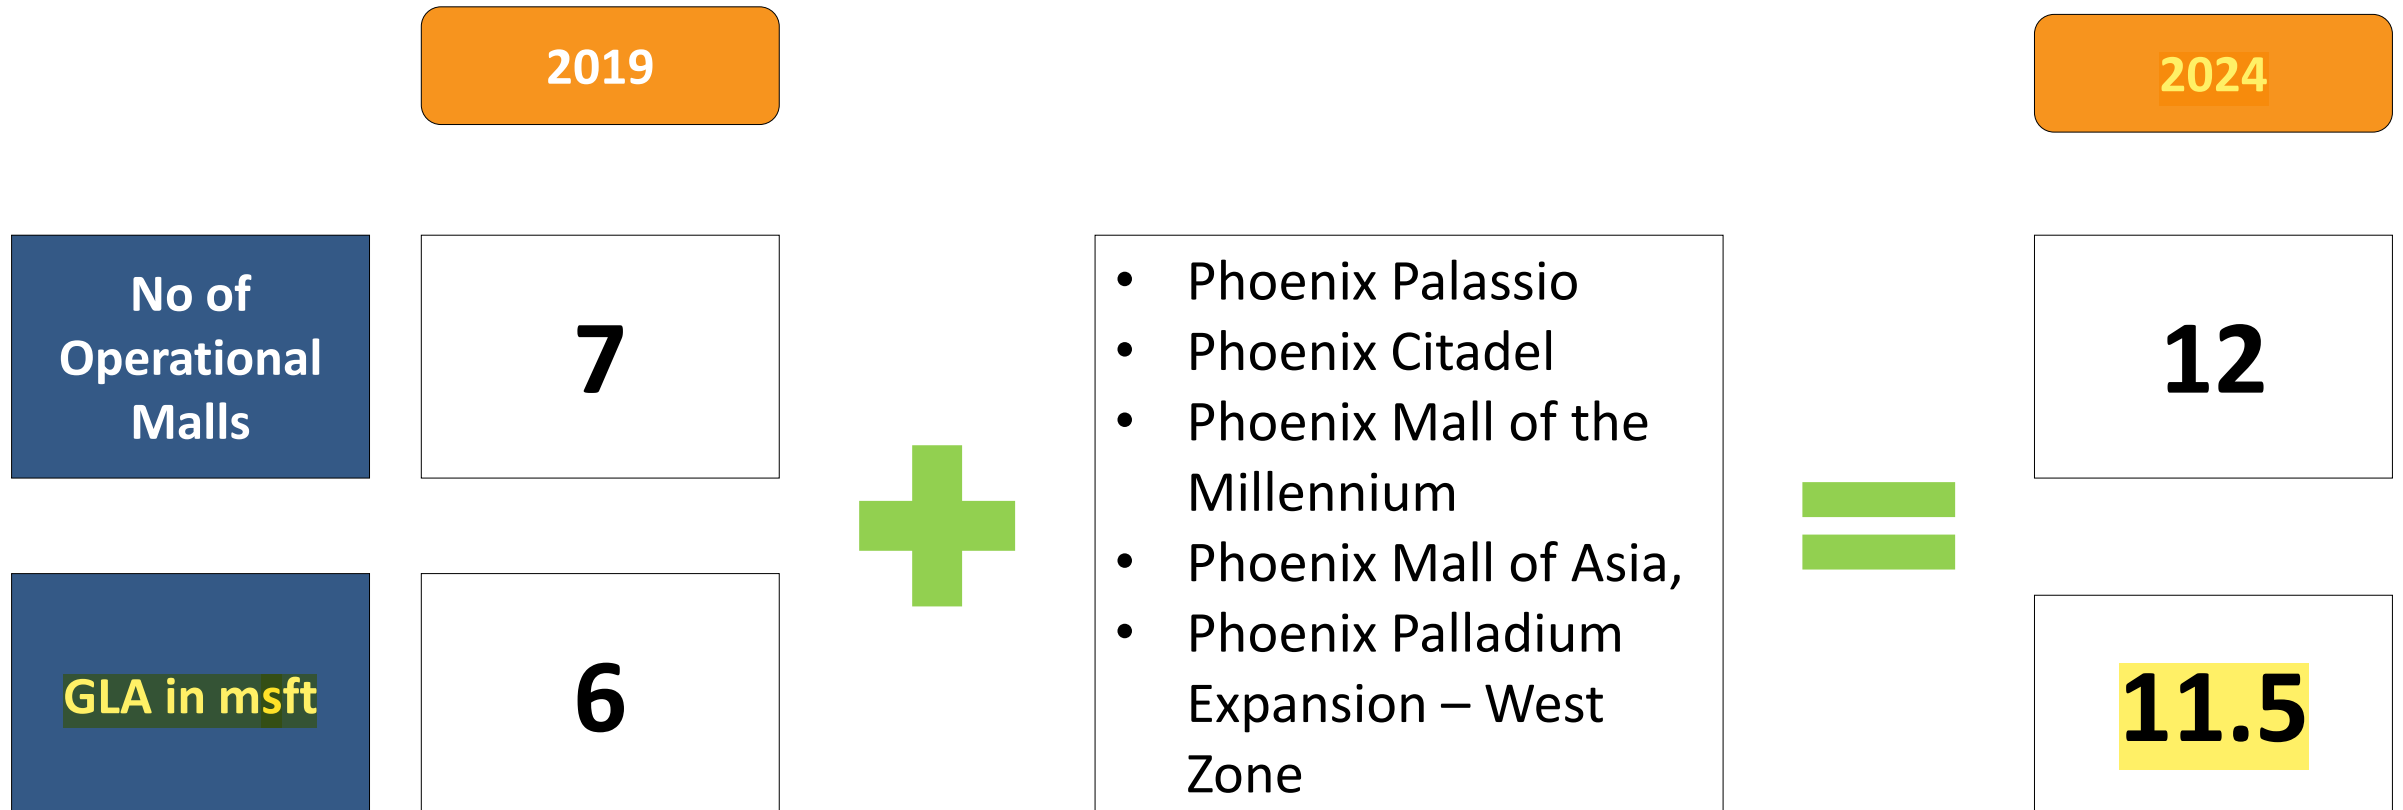 2019
2024
No of
Operational
Malls
7
• Phoenix Palassio
• Phoenix Citadel
• Phoenix Mall of the
Millennium
• Phoenix Mall of Asia,
• Phoenix Palladium
Expansion – West
Zone
12
GLA in msft
6
11.5